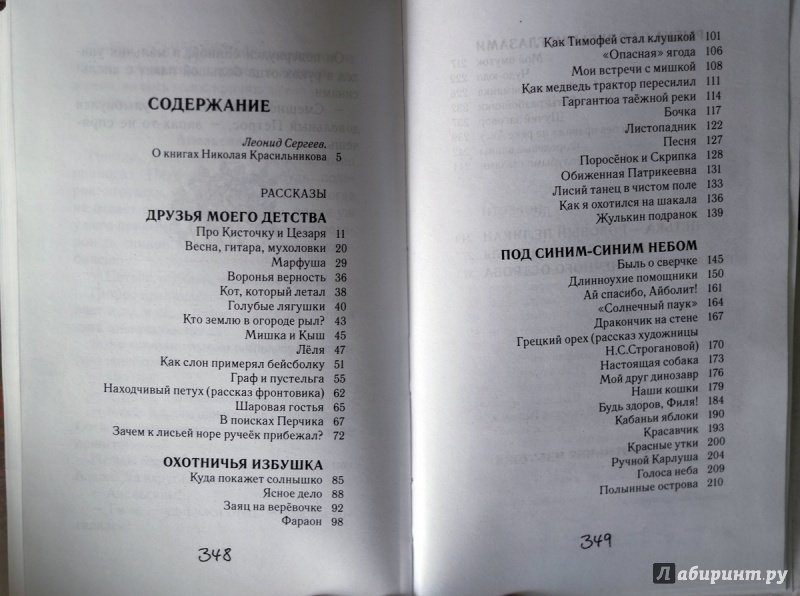 СОДЕРЖАНИЕ
Леонид Сергеев.
О книгах Николая Красильникова 5
РАССКАЗЫ
ДРУЗЬЯ МОЕГО ДЕТСТВА
Про Кисточку и Цезаря 11
Весна, гитара, мухоловки 20
Марфуша 29
Воронья верность 36
Кот, который летал 38
Голубые лягушки 40
Кто землю в огороде рыл? 43
Мишка и Кыш 45
Лёля 47
Как слон примерял бейсболку 51
Граф и пустельга 55
Находчивый петух (рассказ фронтовика) 62
Шаровая гостья 65
В поисках Перчика 68
Зачем к лисьей норе ручеёк прибежал? 72
ОХОТНИЧЬЯ ИЗБУШКА
Куда покажет солнышко 85
Ясное дело 88
Заяц на верёвочке 92
Фараон 98
348
Как Тимофей стал клушкой 101
«Опасная» ягода 106
Мои встречи с мишкой 108
Как медведь трактор пересилил 111
Гаргантюа таёжной реки 114
Бочка 117
Листопадник 122
Песня 127
Поросёнок и Скрипка 128
Обиженная Патрикеевна 131
Лисий танец в чистом поле 133
Как я охотился на шакала 136
Жулькин подранок 139
ПОД СИНИМ-СИНИМ НЕБОМ
Быль о сверчке 145
Длинноухие помощники 150
Ай спасибо, Айболит! 161
«Солнечный паук» 164
Дракончик на стене 167
Грецкий орех (рассказ художницы
Н.С.Строгановой) 170
Настоящая собака 173
Мой друг динозавр 176
Наши кошки 179
Будь здоров, Филя! 184
Кабаньи яблоки 190
Красавчик 193
Красные утки 200
Ручной Карлуша 204
Голоса неба 209
Полынные острова 210
349
Лабиринт.ру